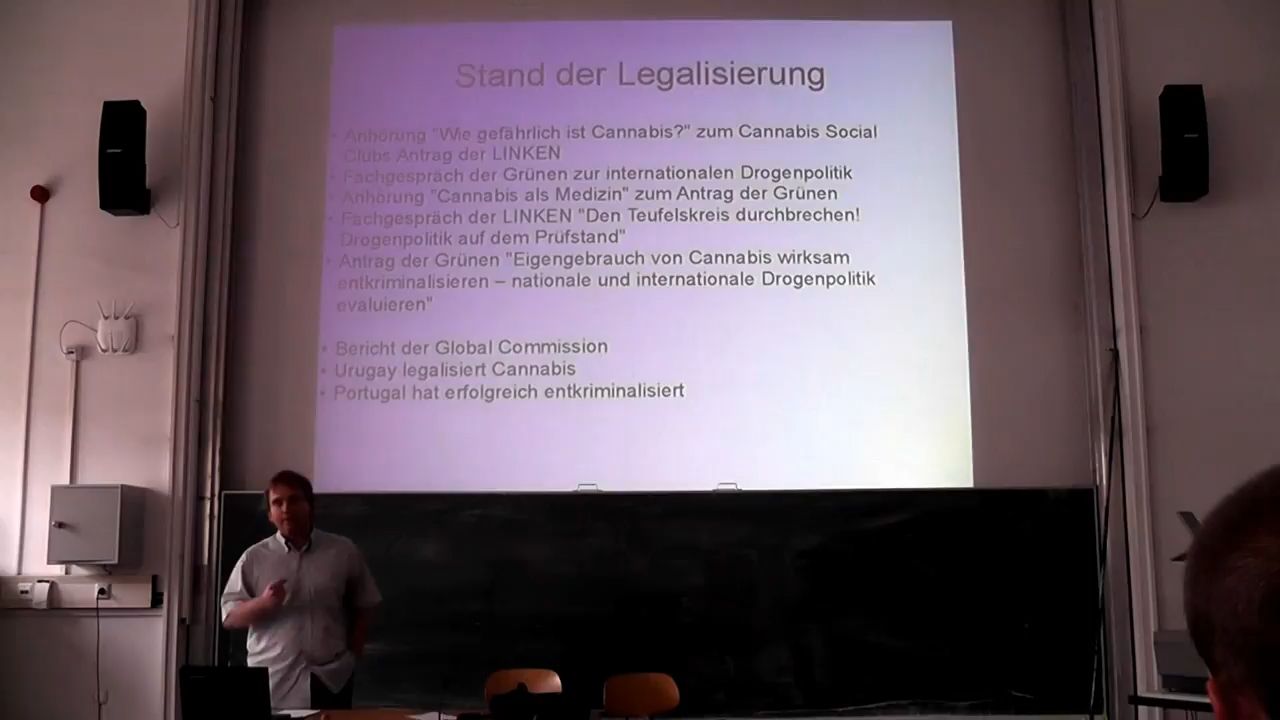 Stand der Legalisierung
• Anhörung "Wie gefährlich ist Cannabis?" zum Cannabis Social
Clubs Antrag der LINKEN
• Fachgespräch der Grünen zur internationalen Drogenpolitik
• Anhörung "Cannabis als Medizin" zum Antrag der Grünen
• Fachgespräch der LINKEN "Den Teufelskreis durchbrechen!
Drogenpolitik auf dem Prüfstand"
• Antrag der Grünen "Eigengebrauch von Cannabis wirksam
entkriminalisieren – nationale und internationale Drogenpolitik
evaluieren"
• Bericht der Global Commission
• Urugay legalisiert Cannabis
• Portugal hat erfolgreich entkriminalisiert